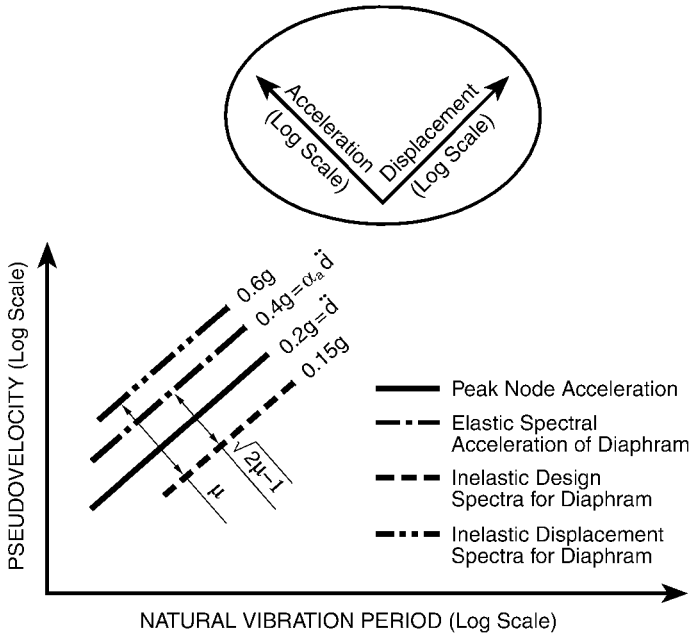 Acceleration
(Log Scale)
Displacement
(Log Scale)
PSEUDOVELOCITY (Log Scale)
0.6g
0.4g=αₐd̈
0.2g=d̈
0.15g
μ
√2μ−1
Peak Node Acceleration
Elastic Spectral
Acceleration of Diaphram
Inelastic Design
Spectra for Diaphram
Inelastic Displacement
Spectra for Diaphram
NATURAL VIBRATION PERIOD (Log Scale)